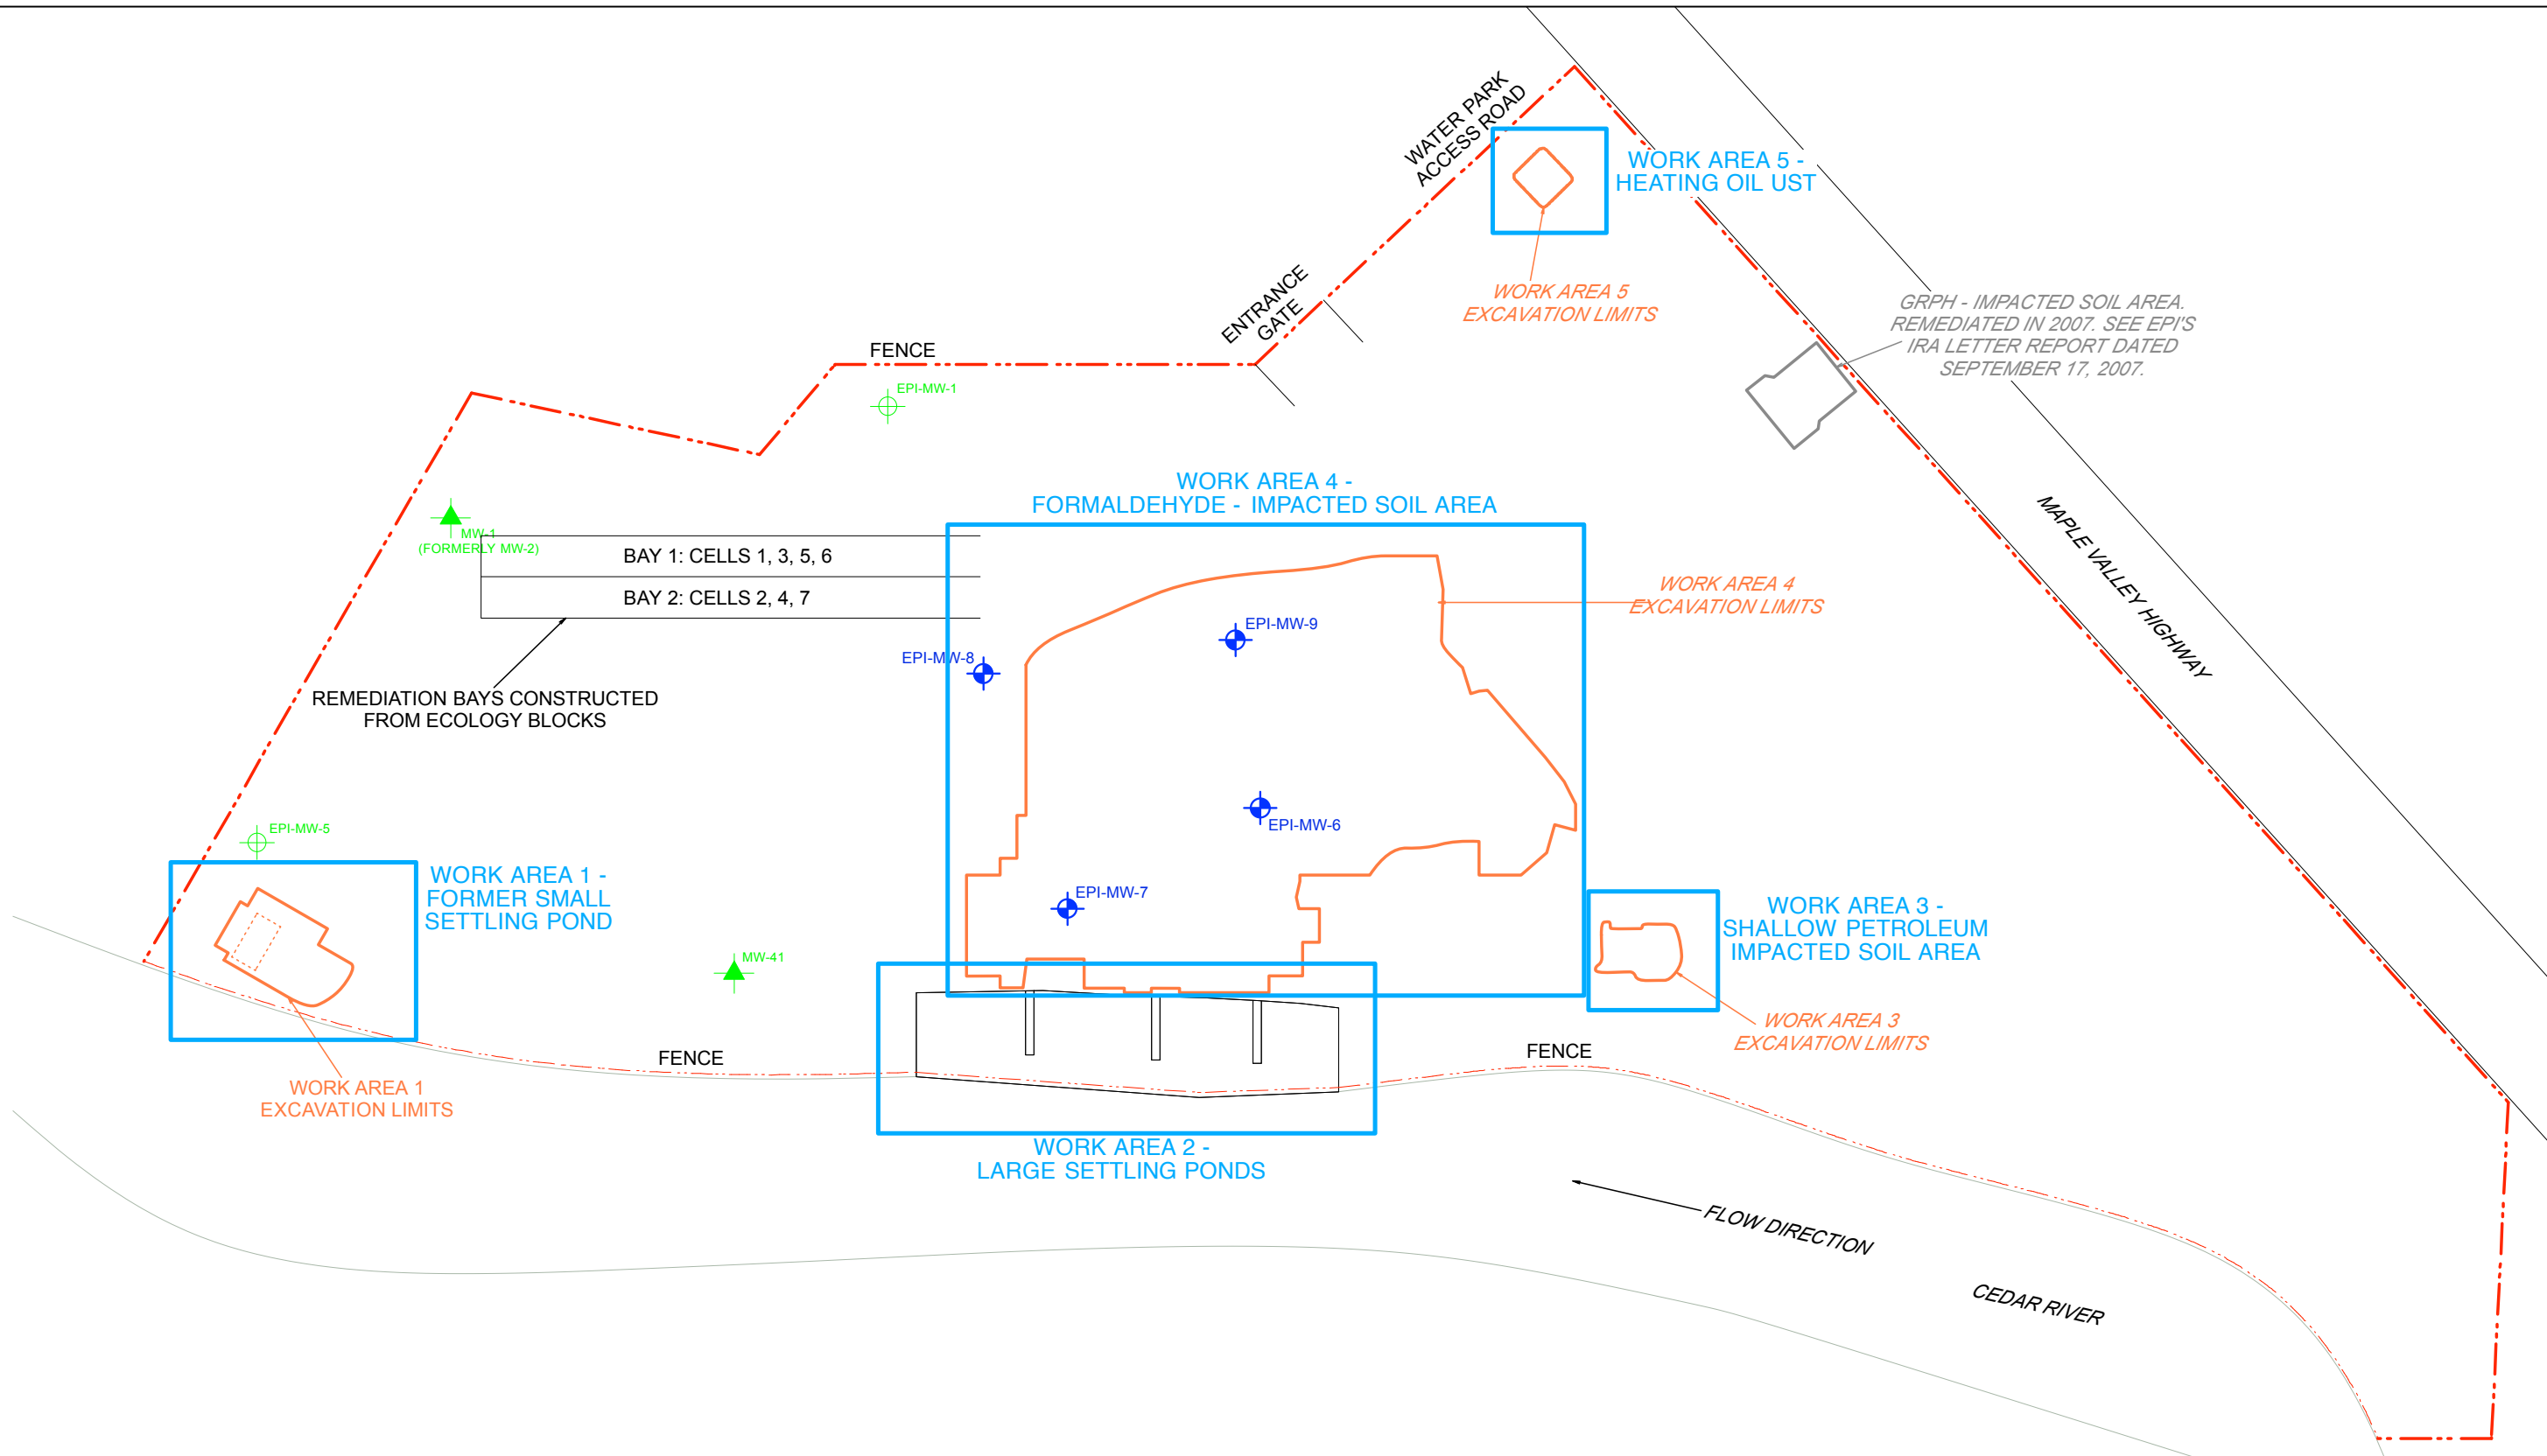 WATER PARK
ACCESS ROAD
WORK AREA 5 -
HEATING OIL UST
WORK AREA 5
EXCAVATION LIMITS
ENTRANCE
GATE
GRPH - IMPACTED SOIL AREA.
REMEDIATED IN 2007. SEE EPI'S
IRA LETTER REPORT DATED
SEPTEMBER 17, 2007.
FENCE
EPI-MW-1
WORK AREA 4 -
FORMALDEHYDE - IMPACTED SOIL AREA
MAPLE VALLEY HIGHWAY
MW-1
(FORMERLY MW-2)
BAY 1: CELLS 1, 3, 5, 6
BAY 2: CELLS 2, 4, 7
WORK AREA 4
EXCAVATION LIMITS
EPI-MW-9
EPI-MW-8
REMEDIATION BAYS CONSTRUCTED
FROM ECOLOGY BLOCKS
EPI-MW-5
EPI-MW-6
WORK AREA 1 -
FORMER SMALL
SETTLING POND
EPI-MW-7
WORK AREA 3 -
SHALLOW PETROLEUM
IMPACTED SOIL AREA
MW-41
WORK AREA 3
EXCAVATION LIMITS
FENCE
FENCE
WORK AREA 1
EXCAVATION LIMITS
WORK AREA 2 -
LARGE SETTLING PONDS
FLOW DIRECTION
CEDAR RIVER